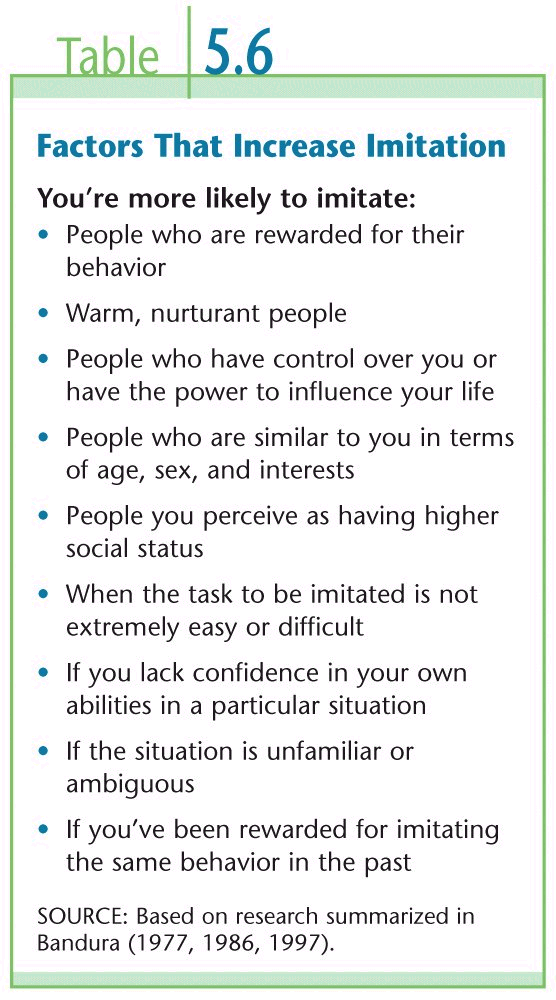 Table 5.6
Factors That Increase Imitation
You're more likely to imitate:
• People who are rewarded for their
behavior
• Warm, nurturant people
• People who have control over you or
have the power to influence your life
• People who are similar to you in terms
of age, sex, and interests
• People you perceive as having higher
social status
• When the task to be imitated is not
extremely easy or difficult
• If you lack confidence in your own
abilities in a particular situation
• If the situation is unfamiliar or
ambiguous
• If you've been rewarded for imitating
the same behavior in the past
SOURCE: Based on research summarized in
Bandura (1977, 1986, 1997).